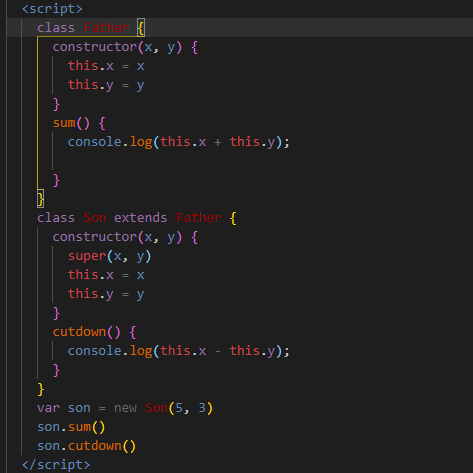 <script>
class Father {
constructor(x, y) {
this.x = x
this.y = y
}
sum() {
console.log(this.x + this.y);
}
}
class Son extends Father {
constructor(x, y) {
super(x, y)
this.x = x
this.y = y
}
cutdown() {
console.log(this.x - this.y);
}
}
var son = new Son(5, 3)
son.sum()
son.cutdown()
</script>